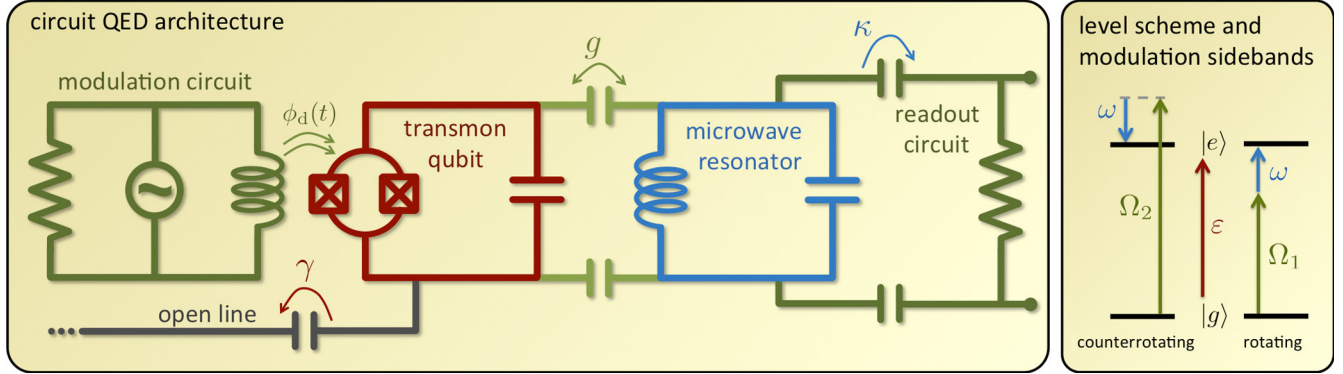 circuit QED architecture
modulation circuit
ϕd(t)
transmon
qubit
g
microwave
resonator
κ
readout
circuit
γ
open line
level scheme and
modulation sidebands
ω
|e⟩
ω
Ω2
ε
Ω1
|g⟩
counterrotating
rotating